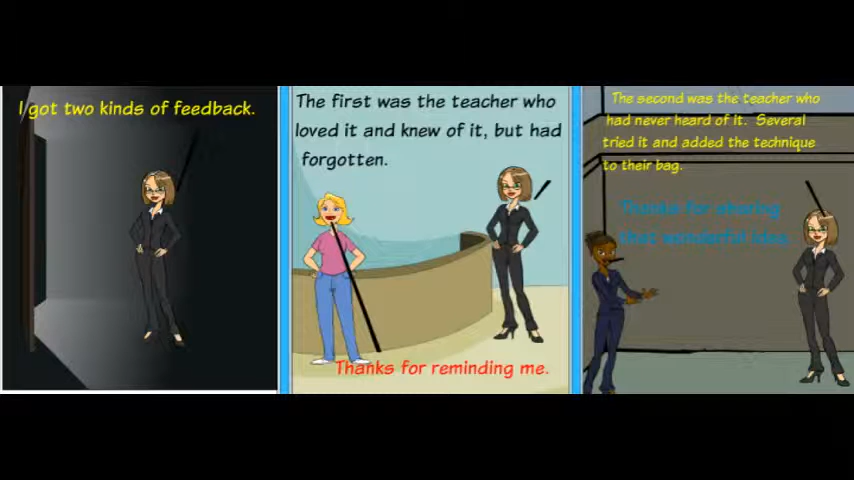 I got two kinds of feedback.
The first was the teacher who
loved it and knew of it, but had
forgotten.
Thanks for reminding me.
The second was the teacher who
had never heard of it. Several
tried it and added the technique
to their bag.
Thanks for sharing
that wonderful idea.